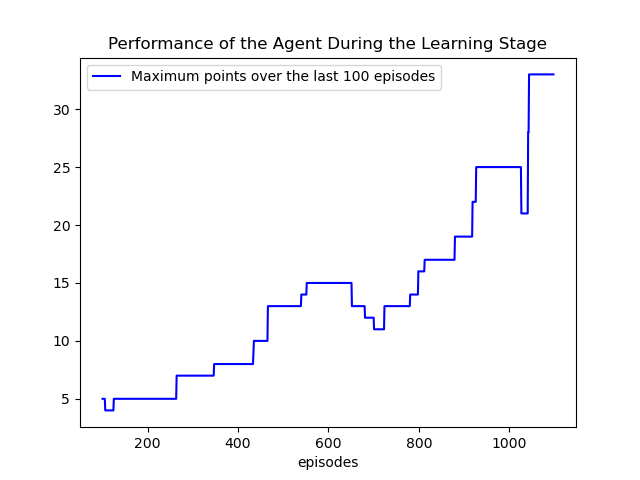 Performance of the Agent During the Learning Stage
Maximum points over the last 100 episodes
30
25
20
15
10
5
200 400 600 800 1000
episodes